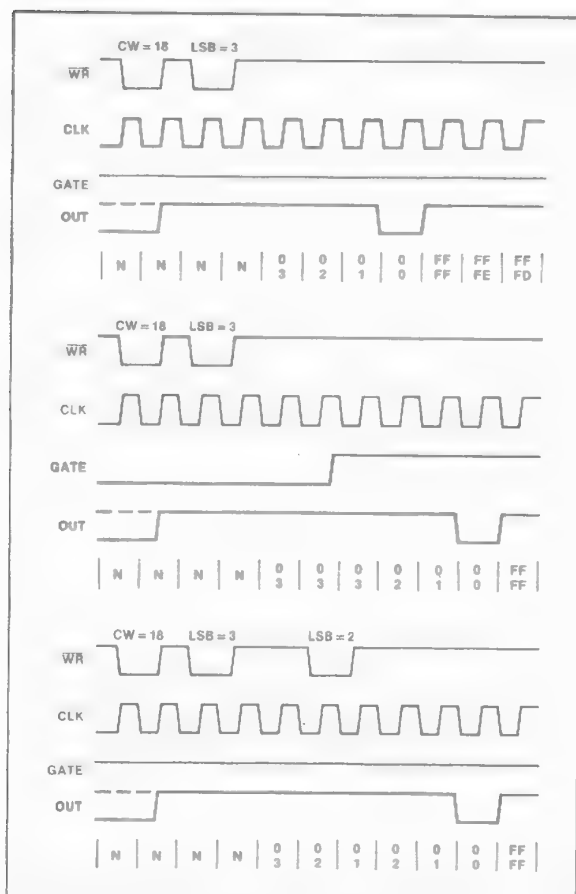 CW = 18 LSB = 3
WR
CLK
GATE
OUT
N N N N 0 0 0 0 FF FF FF
3 2 1 0 FF FE FD
CW = 18 LSB = 3
WR
CLK
GATE
OUT
N N N N 0 0 0 0 0 0 FF
3 3 3 2 1 0 FF
CW = 18 LSB = 3 LSB = 2
WR
CLK
GATE
OUT
N N N N 0 0 0 0 0 0 FF
3 2 1 2 1 0 FF